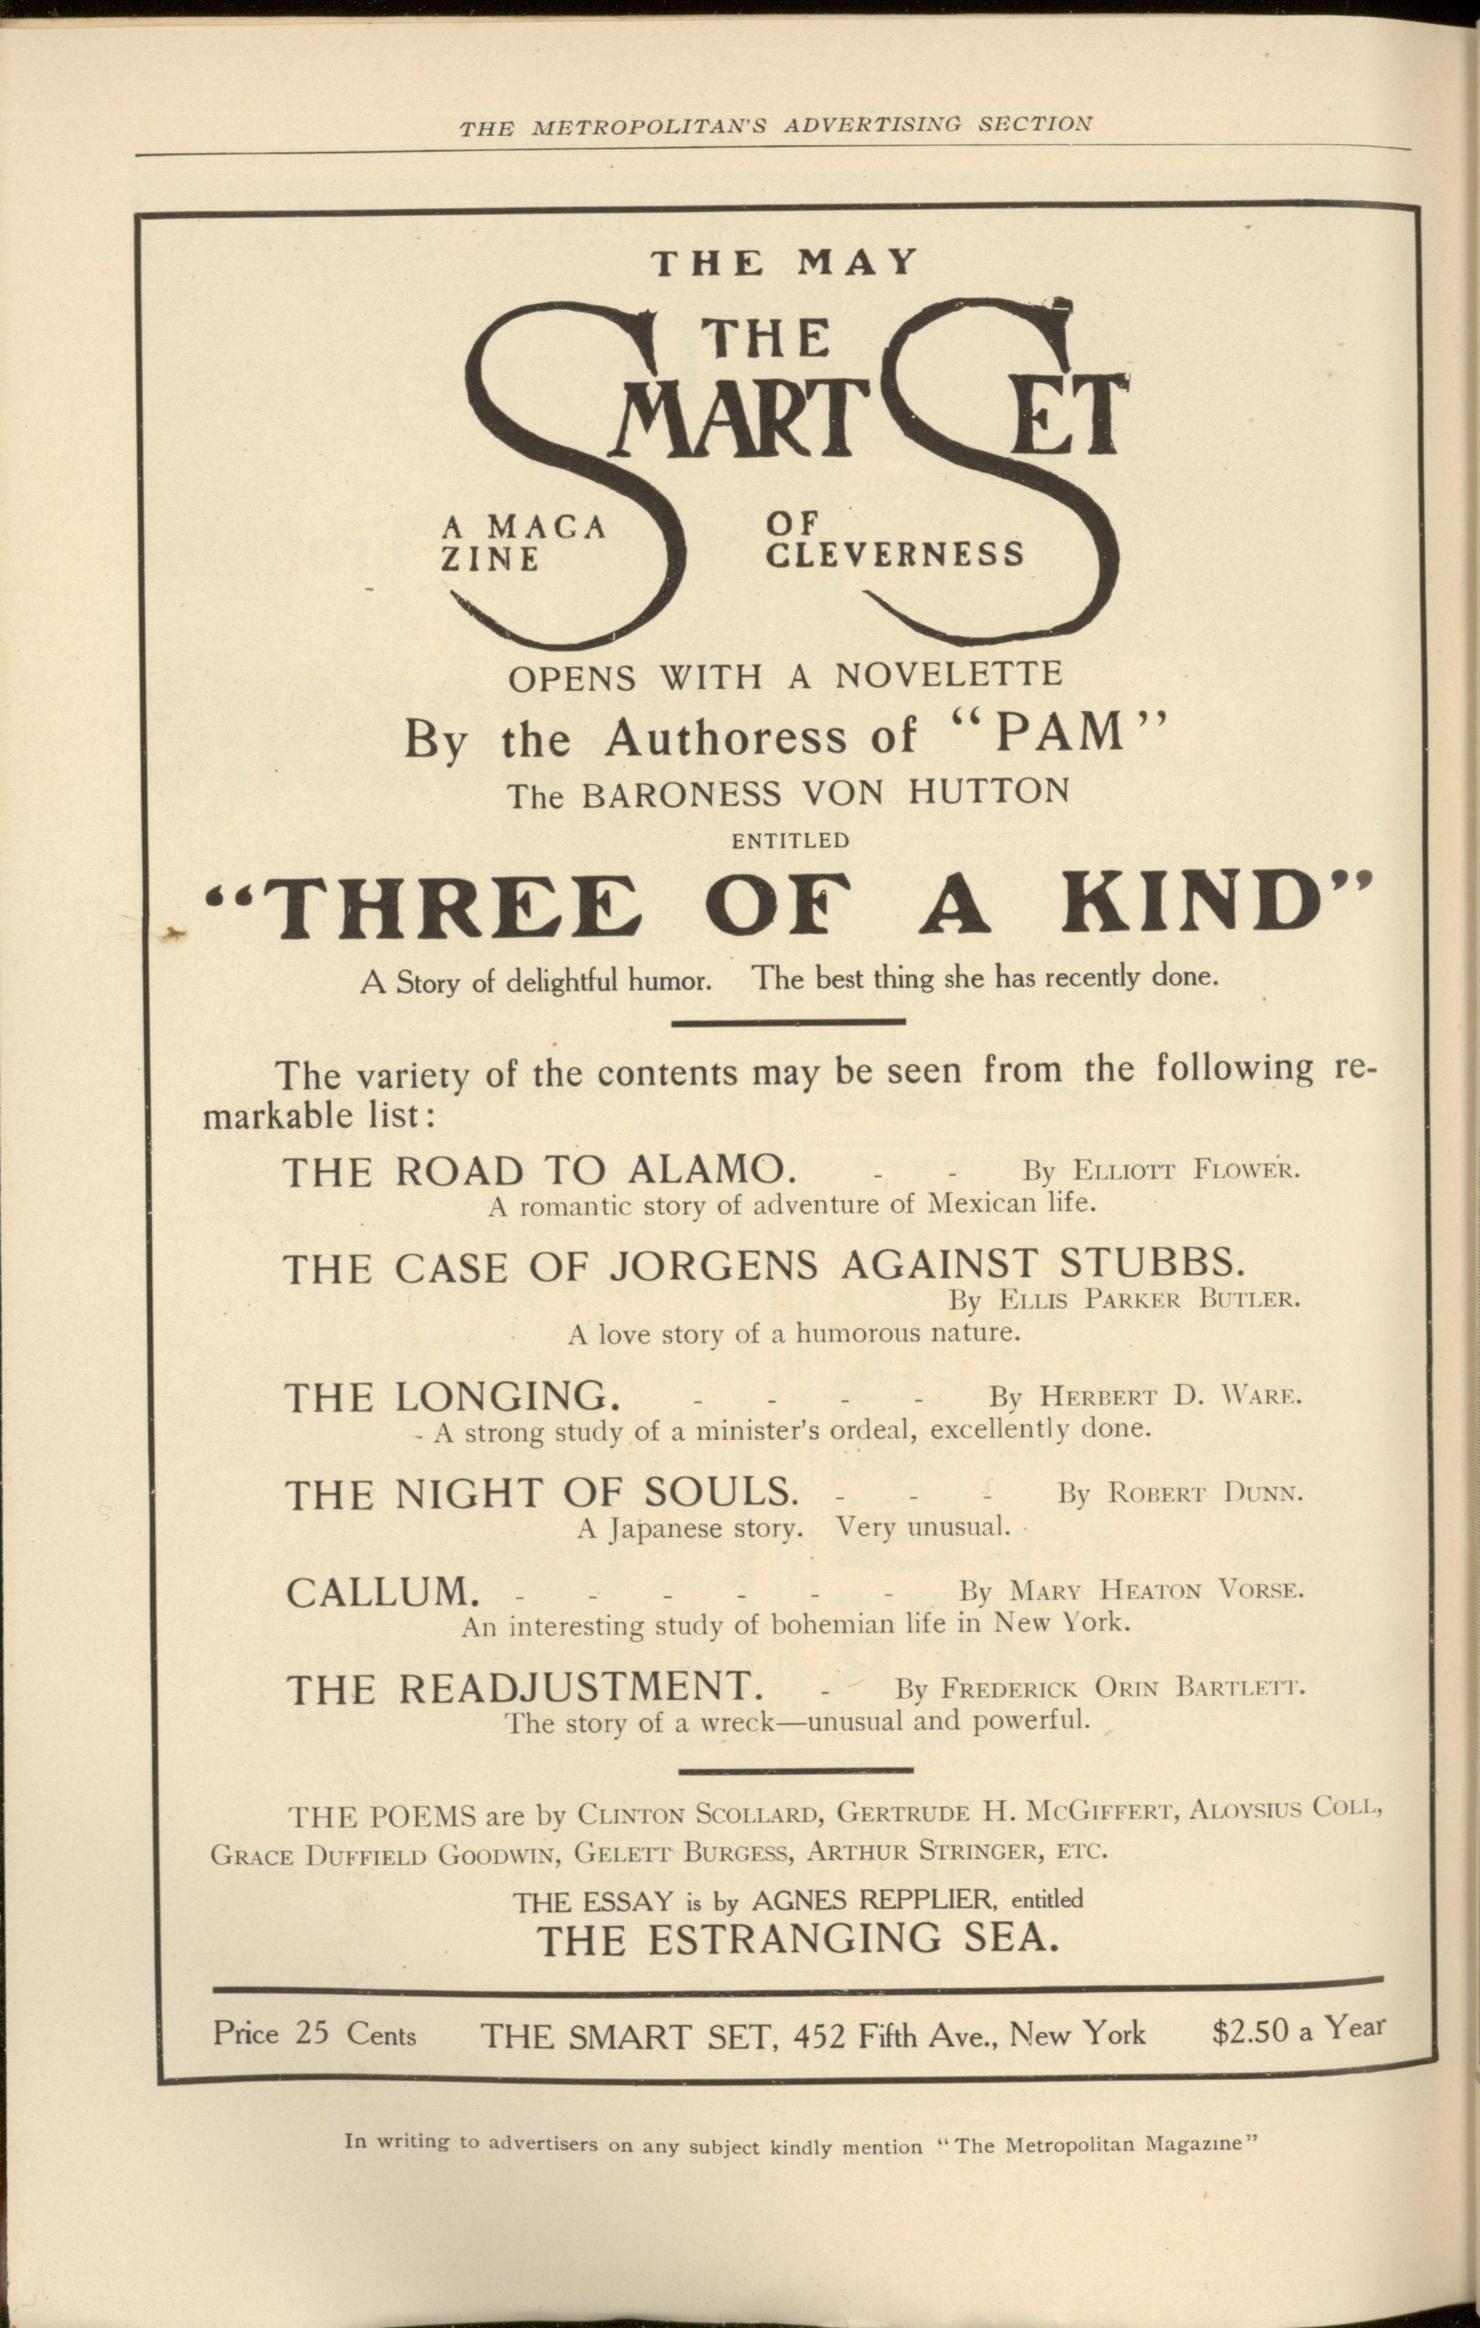 THE METROPOLITAN'S ADVERTISING SECTION
THE MAY
THE
SMART SET
A MAGA
ZINE
OF
CLEVERNESS
OPENS WITH A NOVELETTE
By the Authoress of “PAM”
The BARONESS VON HUTTON
ENTITLED
“THREE OF A KIND”
A Story of delightful humor. The best thing she has recently done.
The variety of the contents may be seen from the following re-
markable list:
THE ROAD TO ALAMO. - - By ELLIOTT FLOWER.
A romantic story of adventure of Mexican life.
THE CASE OF JORGENS AGAINST STUBBS.
By ELLIS PARKER BUTLER.
A love story of a humorous nature.
THE LONGING. - - - - By HERBERT D. WARE.
- A strong study of a minister's ordeal, excellently done.
THE NIGHT OF SOULS. - - - By ROBERT DUNN.
A Japanese story. Very unusual.
CALLUM. - - - - - - By MARY HEATON VORSE.
An interesting study of bohemian life in New York.
THE READJUSTMENT. - By FREDERICK ORIN BARTLETT.
The story of a wreck—unusual and powerful.
THE POEMS are by CLINTON SCOLLARD, GERTRUDE H. MCGIFFERT, ALOYSIUS COLL,
GRACE DUFFIELD GOODWIN, GELETT BURGESS, ARTHUR STRINGER, ETC.
THE ESSAY is by AGNES REPPLIER, entitled
THE ESTRANGING SEA.
Price 25 Cents THE SMART SET, 452 Fifth Ave., New York $2.50 a Year
In writing to advertisers on any subject kindly mention “The Metropolitan Magazine”